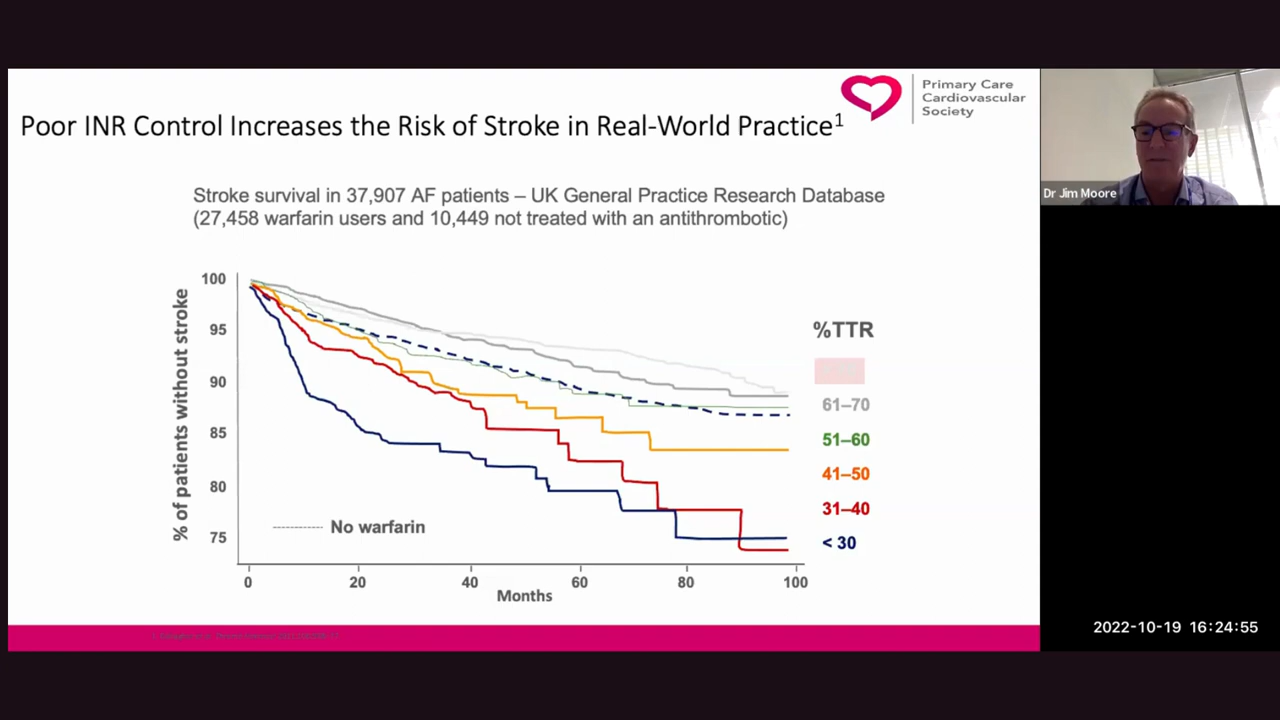 Primary Care
Cardiovascular
Society
Poor INR Control Increases the Risk of Stroke in Real-World Practice1
Dr Jim Moore
Stroke survival in 37,907 AF patients – UK General Practice Research Database
(27,458 warfarin users and 10,449 not treated with an antithrombotic)
% of patients without stroke
100
95
90
85
80
75
No warfarin
0
20
40
60
80
100
Months
%TTR
61–70
51–60
41–50
31–40
< 30
2022-10-19 16:24:55